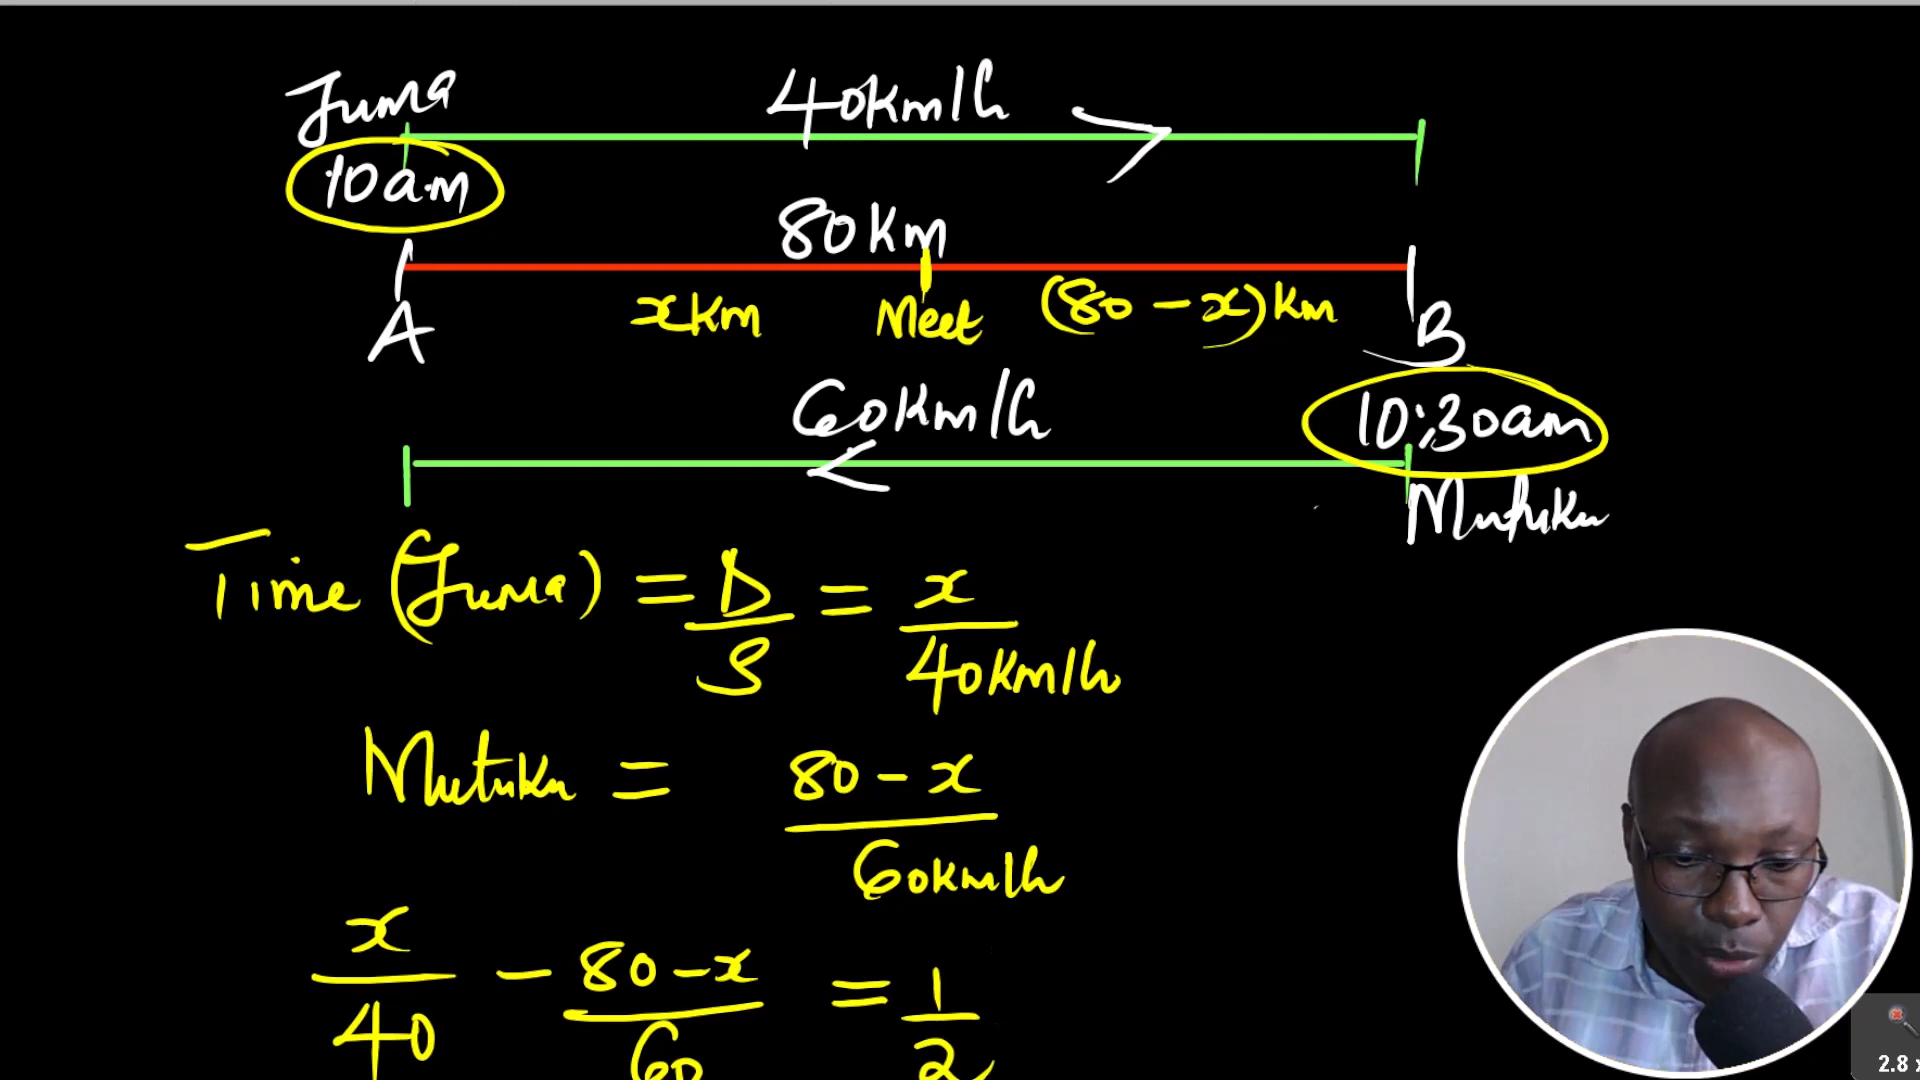 Juma 40km/h
10am
80km
xkm Meet (80 - x)km
A B
60km/h 10:30am
Mutuku
Time (Juma) = D/S = x/40km/h
Mutuku = 80 - x/60km/h
x/40 - 80 - x/60 = 1/2
2.8 x